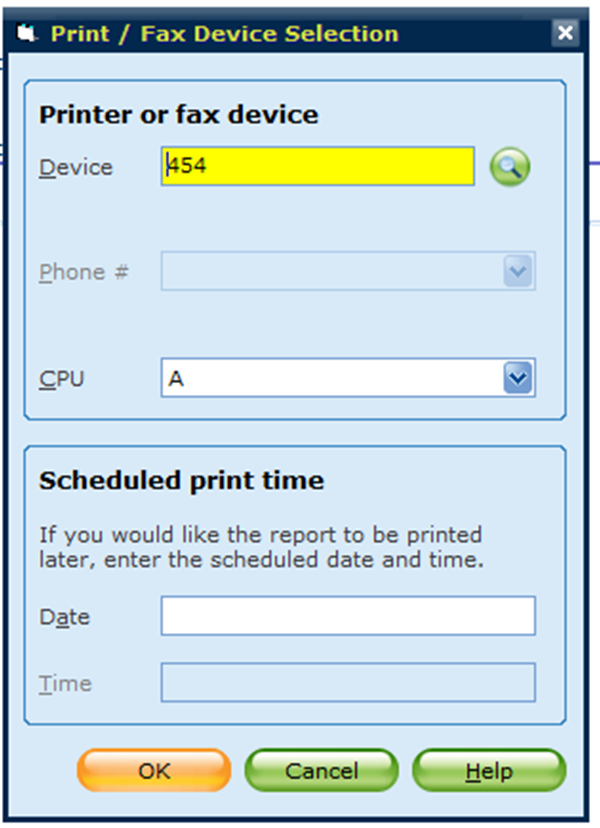 Print / Fax Device Selection
Printer or fax device
Device 454
Phone #
CPU A
Scheduled print time
If you would like the report to be printed
later, enter the scheduled date and time.
Date
Time
OK Cancel Help